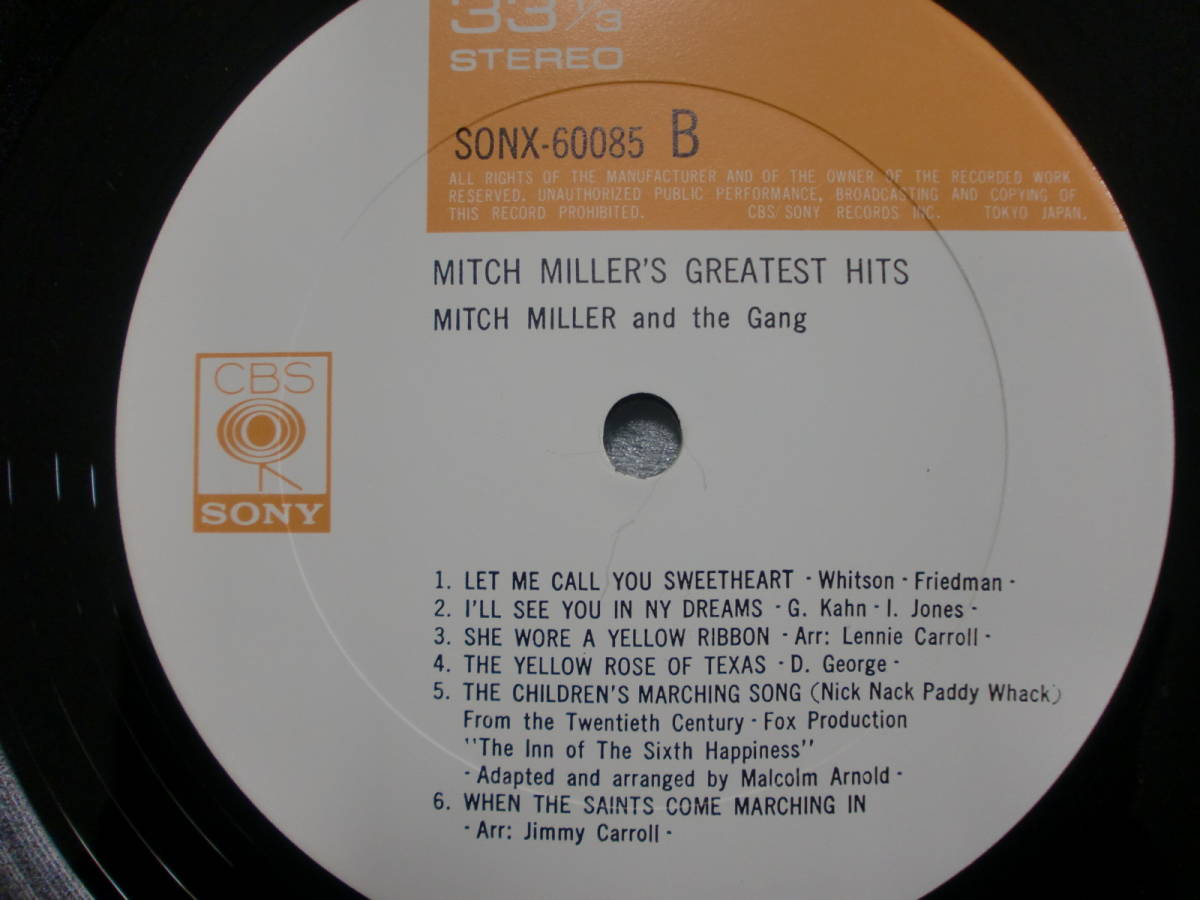 33 1/3
STEREO
SONX-60085 B
ALL RIGHTS OF THE MANUFACTURER AND OF THE OWNER OF THE RECORDED WORK
RESERVED. UNAUTHORIZED PUBLIC PERFORMANCE, BROADCASTING AND COPYING OF
THIS RECORD PROHIBITED. CBS/SONY RECORDS INC. TOKYO JAPAN.
MITCH MILLER'S GREATEST HITS
MITCH MILLER and the Gang
CBS
SONY
1. LET ME CALL YOU SWEETHEART - Whitson - Friedman -
2. I'LL SEE YOU IN NY DREAMS - G. Kahn - I. Jones -
3. SHE WORE A YELLOW RIBBON - Arr: Lennie Carroll -
4. THE YELLOW ROSE OF TEXAS - D. George -
5. THE CHILDREN'S MARCHING SONG (Nick Nack Paddy Whack)
From the Twentieth Century - Fox Production
"The Inn of The Sixth Happiness"
- Adapted and arranged by Malcolm Arnold -
6. WHEN THE SAINTS COME MARCHING IN
- Arr: Jimmy Carroll -